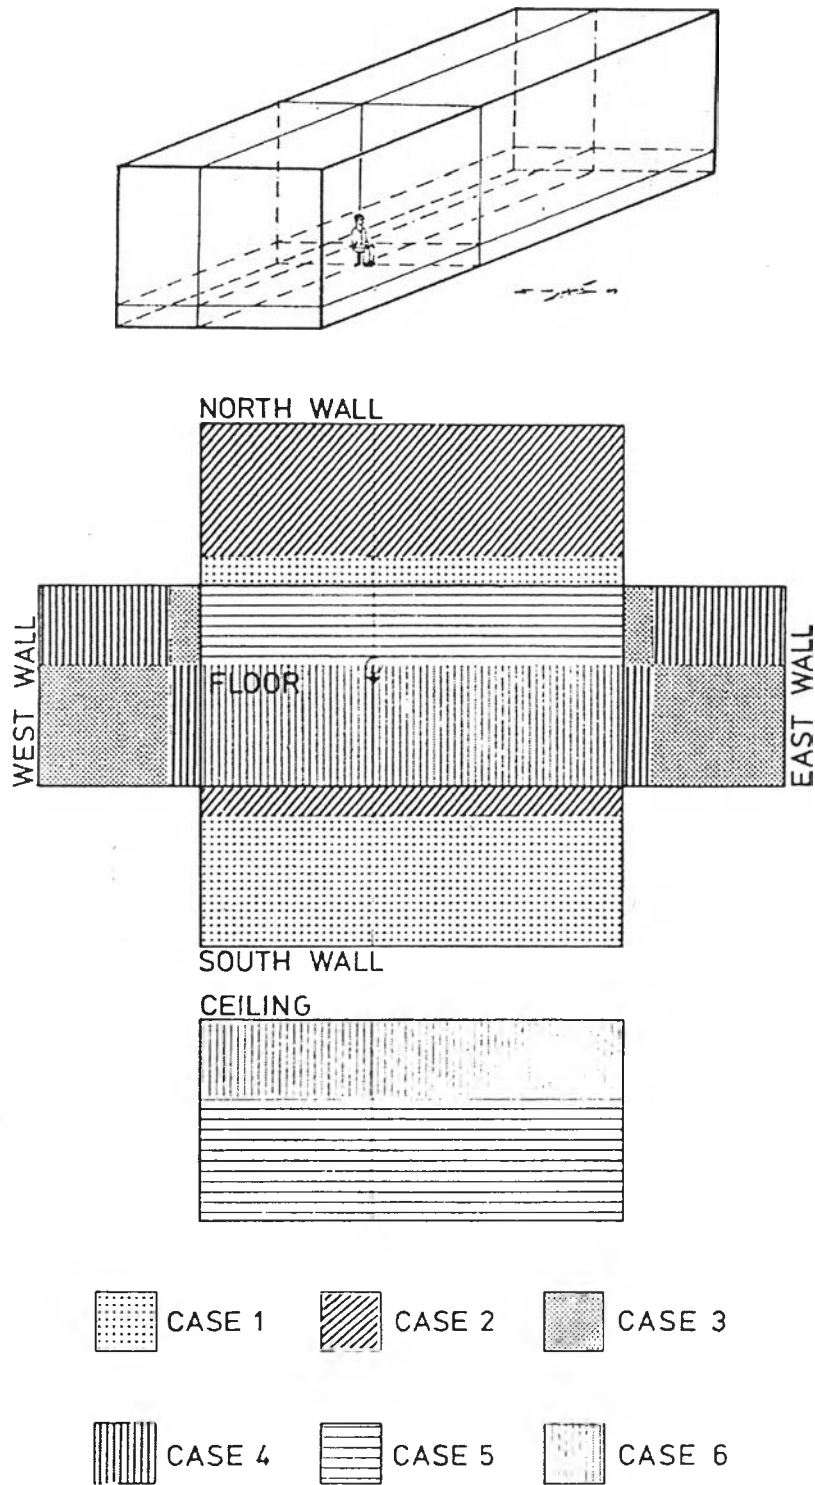 NORTH WALL
WEST WALL
FLOOR
EAST WALL
SOUTH WALL
CEILING
CASE 1
CASE 2
CASE 3
CASE 4
CASE 5
CASE 6